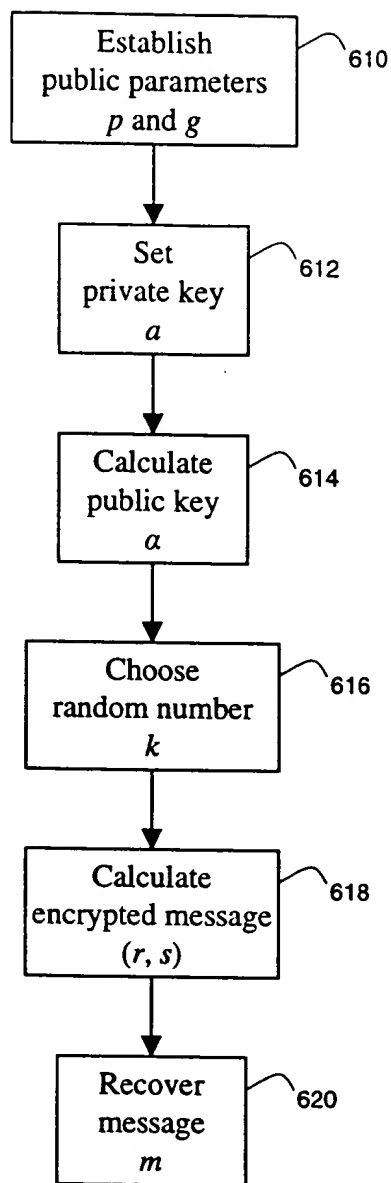 Establish
public parameters
p and g
610
Set
private key
a
612
Calculate
public key
α
614
Choose
random number
k
616
Calculate
encrypted message
(r, s)
618
Recover
message
m
620